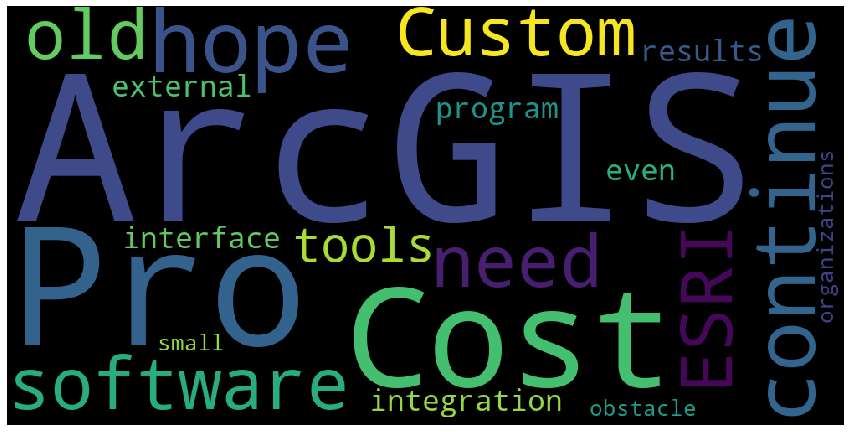 old
hope
Custom
results
continue
external
ArcGIS
program
even
organizations
Pro
interface
tools
need
ESRI
Cost
small
software
integration
obstacle